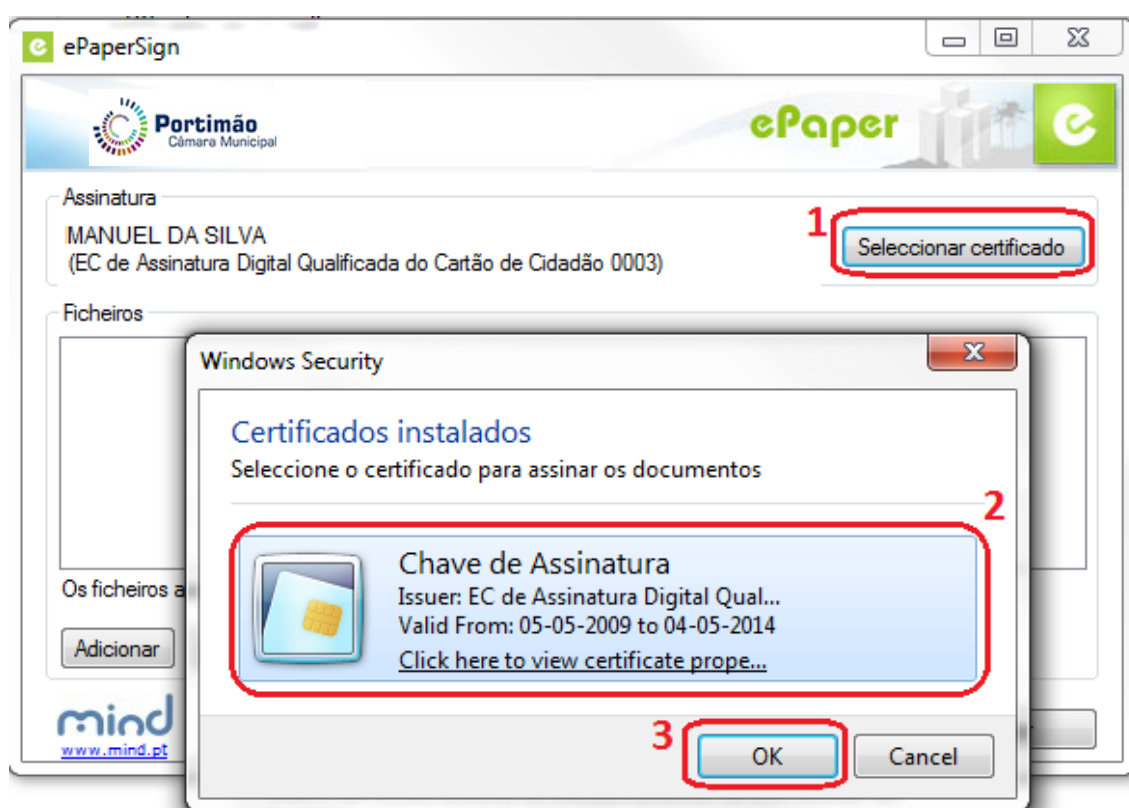 ePaperSign
Portimão
Câmara Municipal
ePaper
Assinatura
MANUEL DA SILVA
(EC de Assinatura Digital Qualificada do Cartão de Cidadão 0003)
1
Seleccionar certificado
Ficheiros
Windows Security
Certificados instalados
Seleccione o certificado para assinar os documentos
2
Chave de Assinatura
Issuer: EC de Assinatura Digital Qual...
Valid From: 05-05-2009 to 04-05-2014
Click here to view certificate prope...
Os ficheiros a
Adicionar
3
OK
Cancel
mind
www.mind.pt